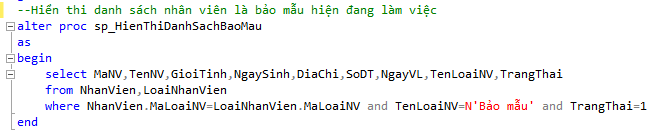 --Hiển thi danh sách nhân viên là bảo mẫu hiện đang làm việc
alter proc sp_HienThiDanhSachBaoMau
as
begin
select MaNV,TenNV,GioiTinh,NgaySinh,DiaChi,SoDT,NgayVL,TenLoaiNV,TrangThai
from NhanVien,LoaiNhanVien
where NhanVien.MaLoaiNV=LoaiNhanVien.MaLoaiNV and TenLoaiNV=N'Bảo mẫu' and TrangThai=1
end